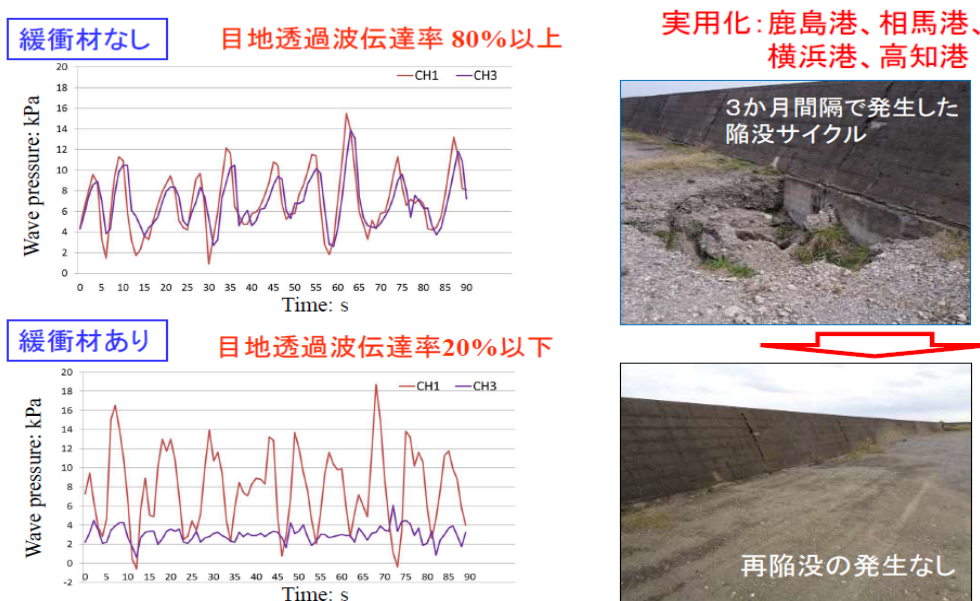 緩衝材なし
目地透過波伝達率 80%以上
CH1 CH3
Wave pressure: kPa
20
18
16
14
12
10
8
6
4
2
0
0 5 10 15 20 25 30 35 40 45 50 55 60 65 70 75 80 85 90
Time: s
緩衝材あり
目地透過波伝達率20%以下
CH1 CH3
Wave pressure: kPa
20
18
16
14
12
10
8
6
4
2
0
-2
0 5 10 15 20 25 30 35 40 45 50 55 60 65 70 75 80 85 90
Time: s
実用化：鹿島港、相馬港、
横浜港、高知港
３か月間隔で発生した
陥没サイクル
再陥没の発生なし